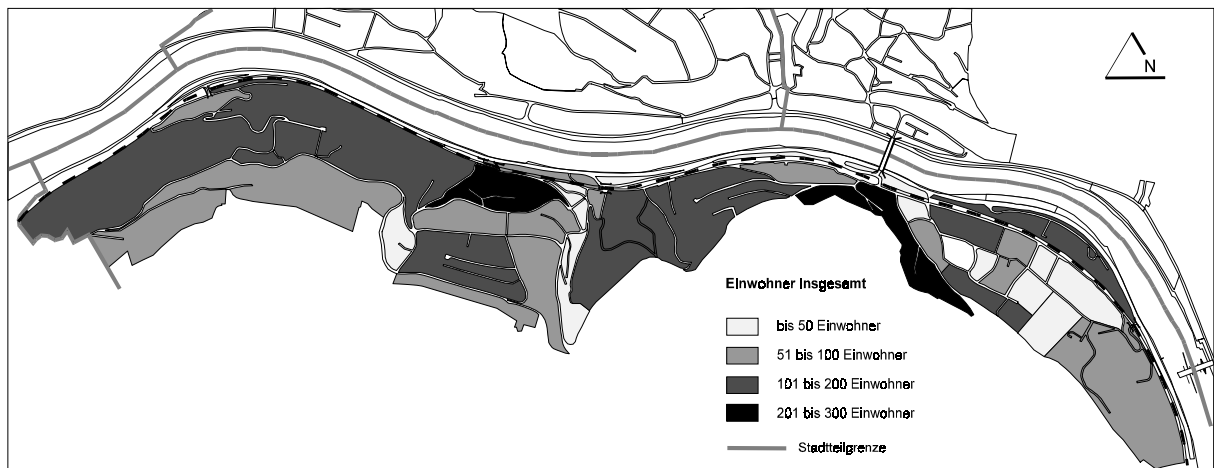 N
Einwohner Insgesamt
bis 50 Einwohner
51 bis 100 Einwohner
101 bis 200 Einwohner
201 bis 300 Einwohner
Stadtteilgrenze